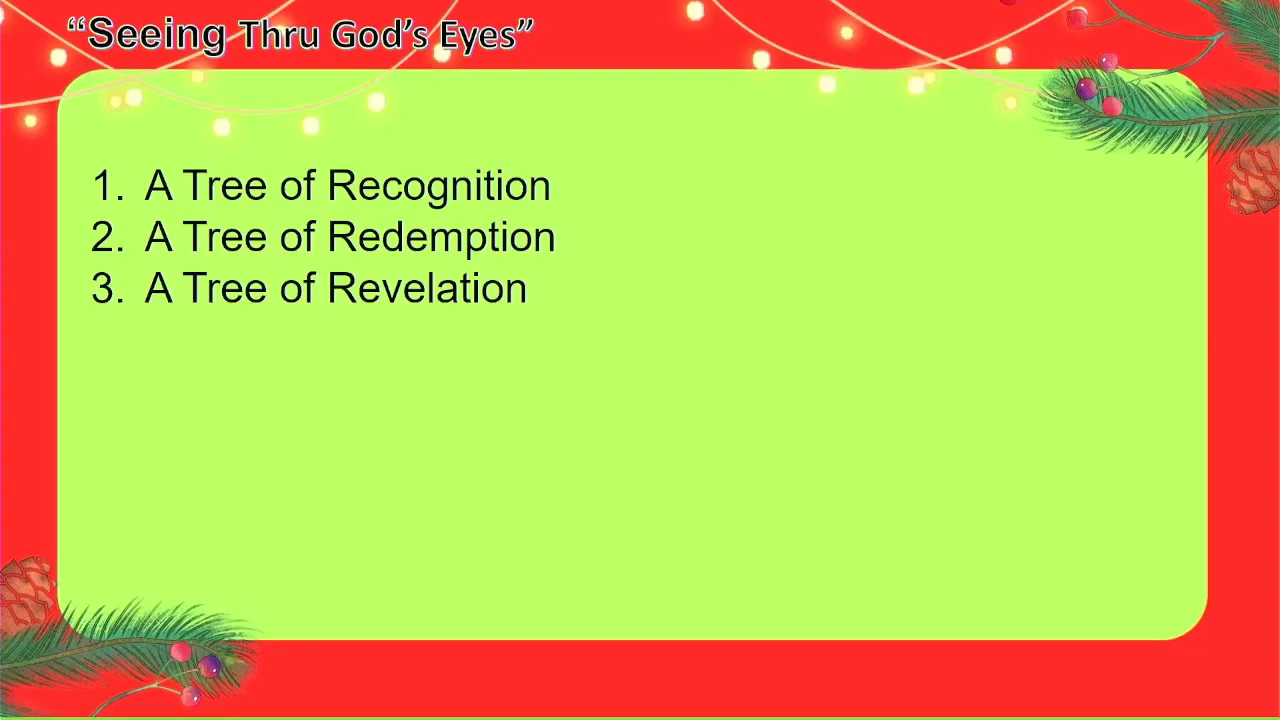 “Seeing Thru God’s Eyes”
1. A Tree of Recognition
2. A Tree of Redemption
3. A Tree of Revelation